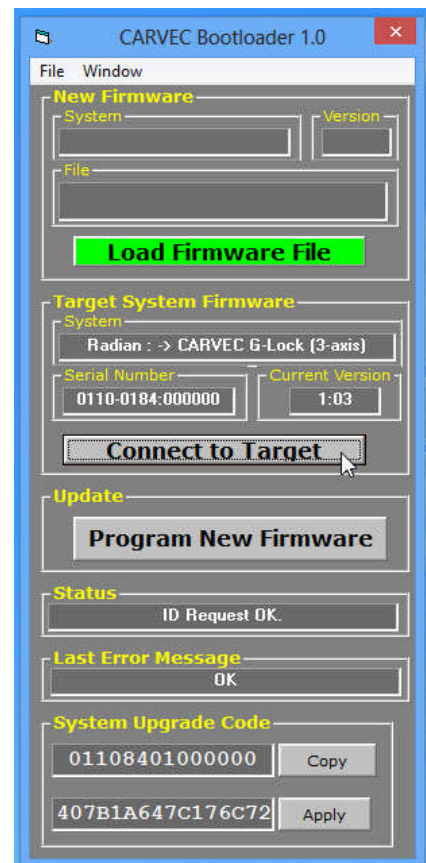 CARVEC Bootloader 1.0
File Window
New Firmware
System Version
File
Load Firmware File
Target System Firmware
System
Radian : -> CARVEC G-Lock (3-axis)
Serial Number Current Version
0110-0184:000000 1:03
Connect to Target
Update
Program New Firmware
Status
ID Request OK.
Last Error Message
OK
System Upgrade Code
01108401000000 Copy
407B1A647C176C72 Apply